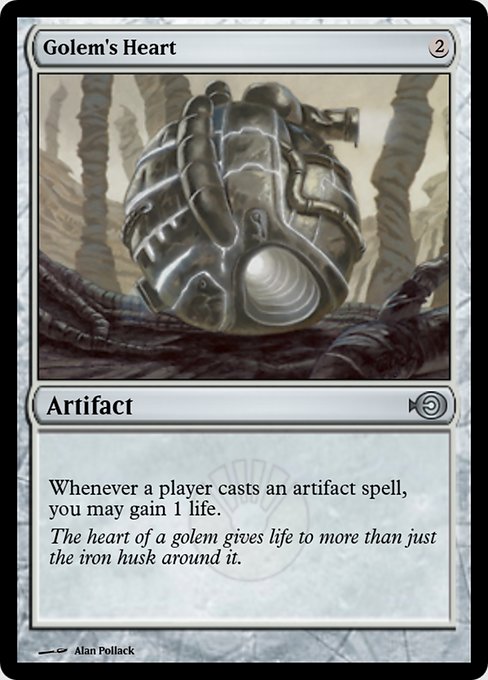 Golem's Heart
2
Artifact
Whenever a player casts an artifact spell,
you may gain 1 life.
The heart of a golem gives life to more than just
the iron husk around it.
Alan Pollack